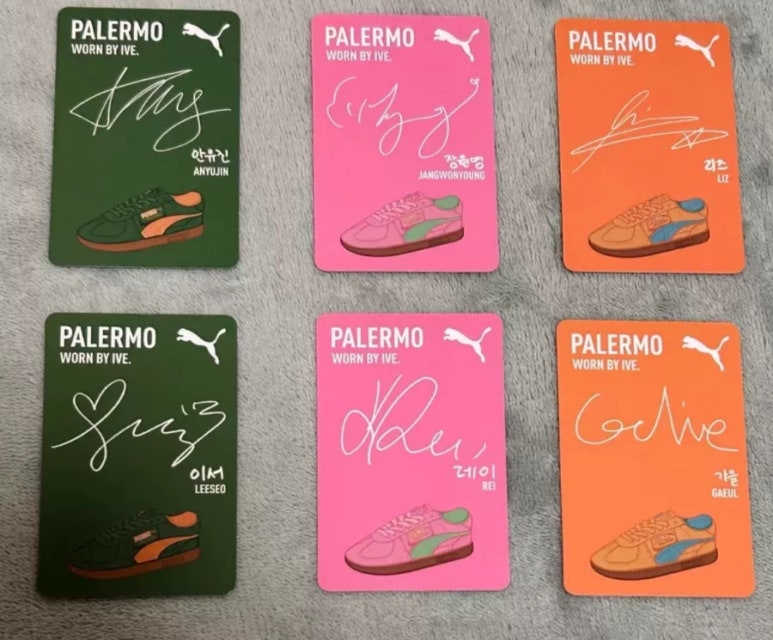 PALERMO
WORN BY IVE.
안유진
ANYUJIN
PALERMO
WORN BY IVE.
장원영
JANGWONYOUNG
PALERMO
WORN BY IVE.
리즈
LIZ
PALERMO
WORN BY IVE.
이서
LEESEO
PALERMO
WORN BY IVE.
레이
REI
PALERMO
WORN BY IVE.
가을
GAEUL